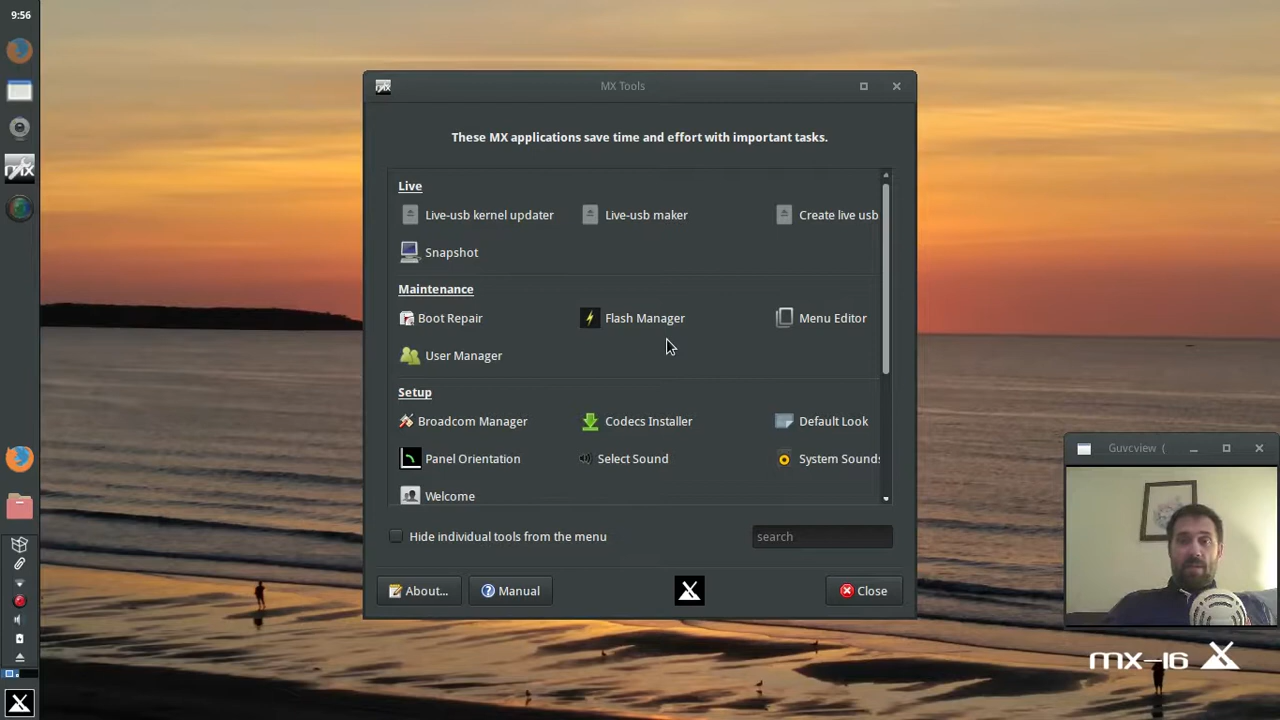 9:56
MX Tools
These MX applications save time and effort with important tasks.
Live
Live-usb kernel updater
Live-usb maker
Create live usb
Snapshot
Maintenance
Boot Repair
Flash Manager
Menu Editor
User Manager
Setup
Broadcom Manager
Codecs Installer
Default Look
Panel Orientation
Select Sound
System Sounds
Welcome
Hide individual tools from the menu
search
About...
Manual
Close
Guvcview (
mx-16